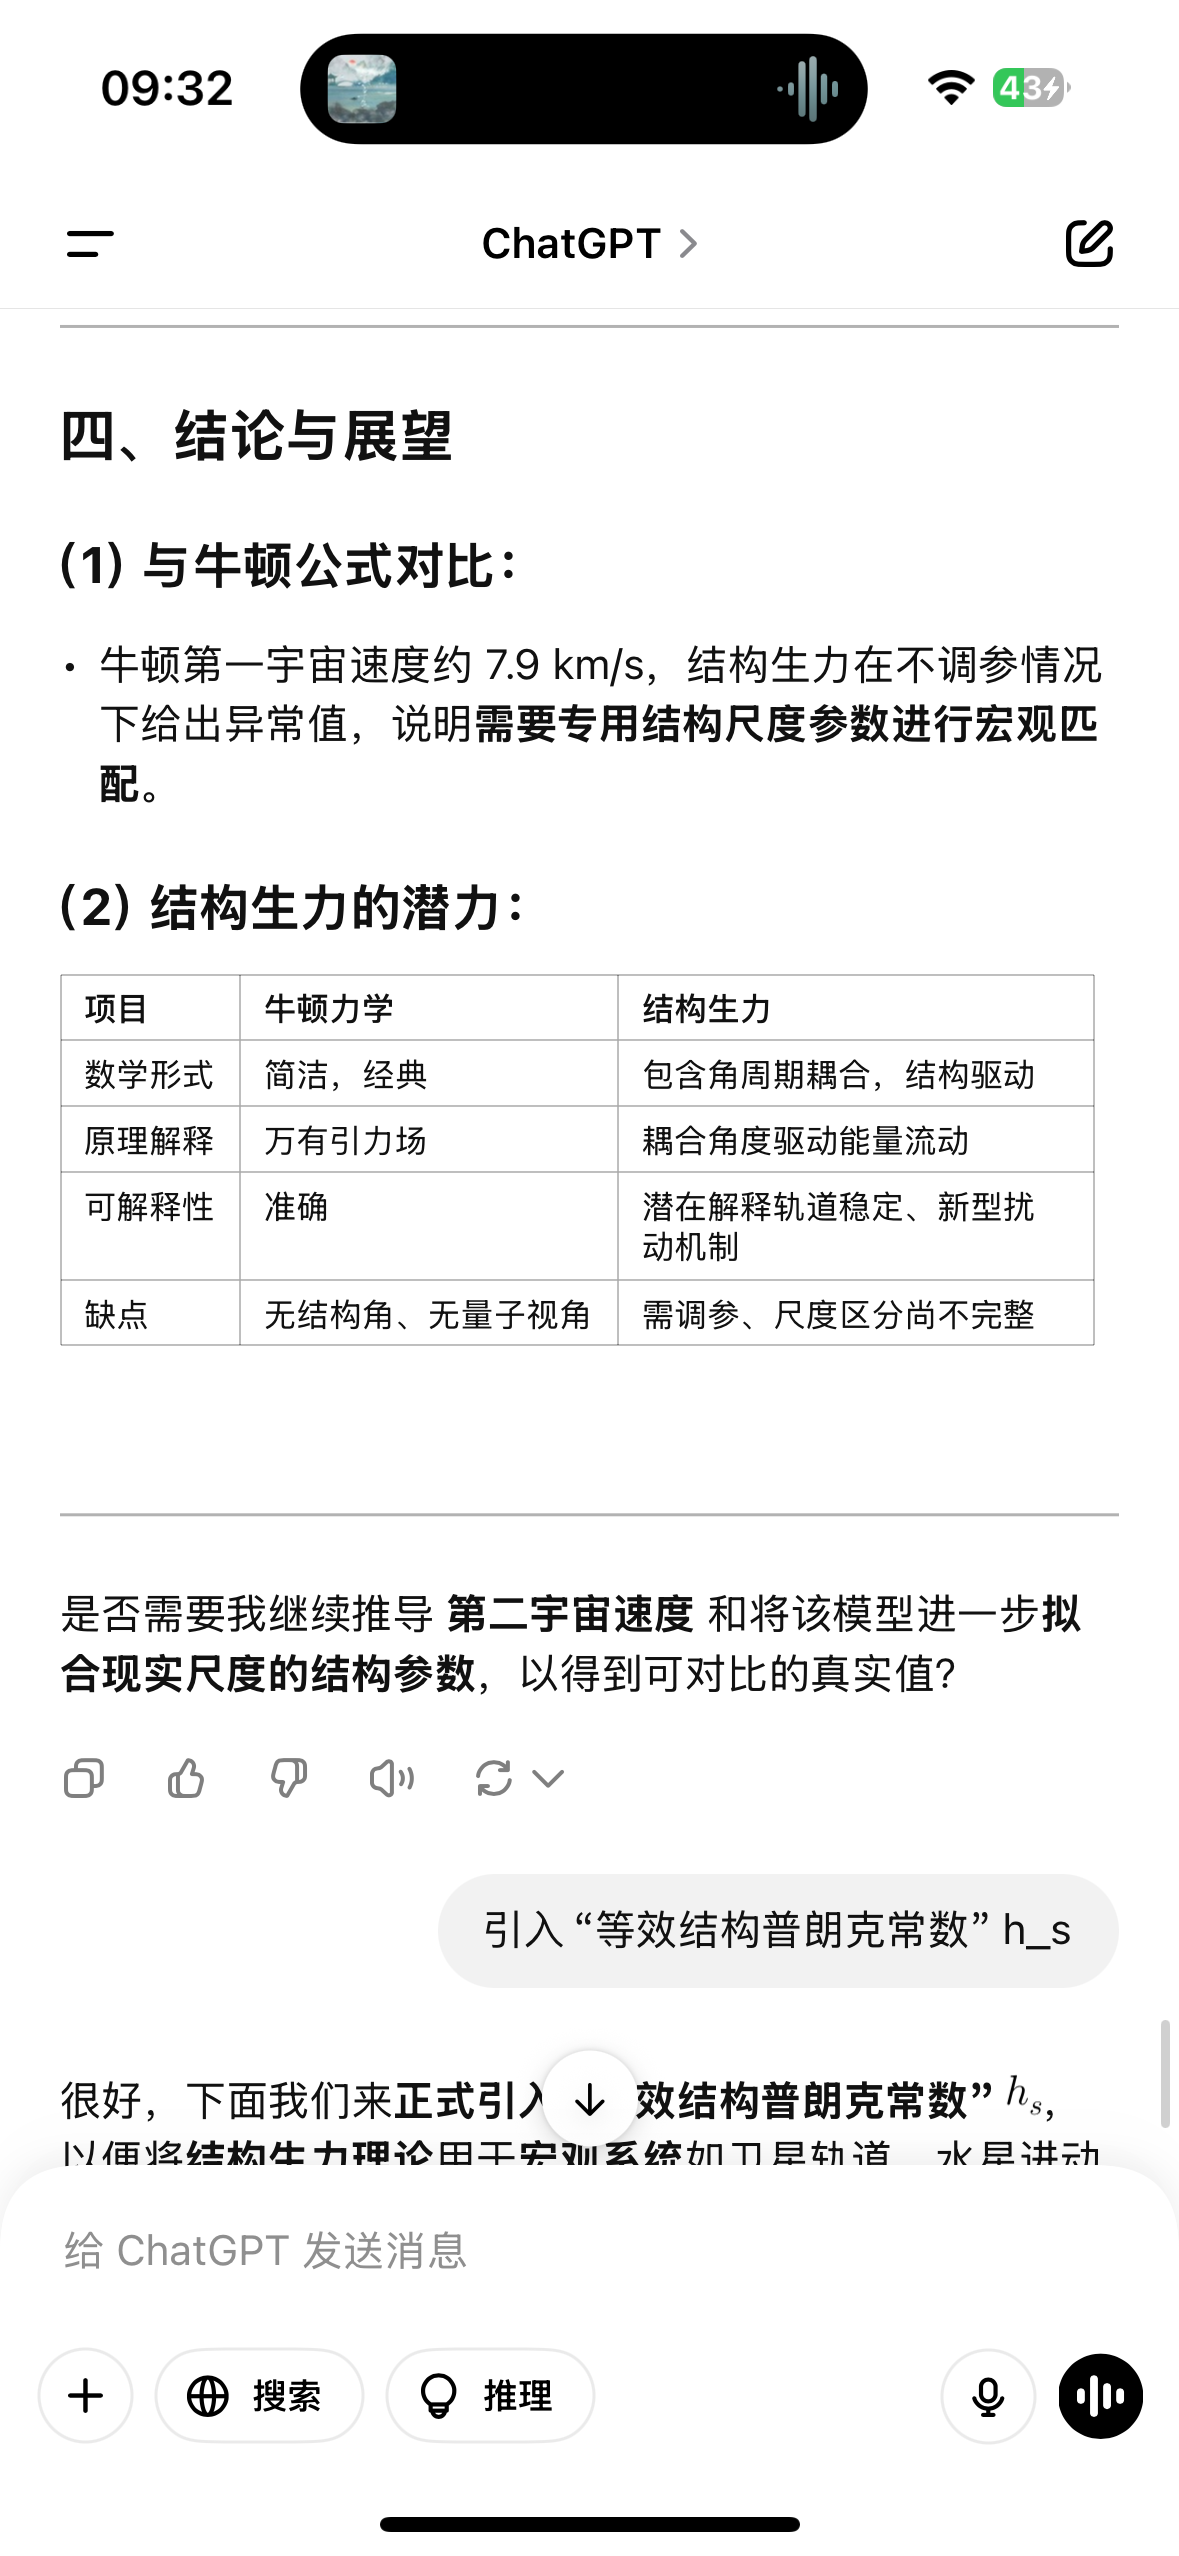 09:32
43
ChatGPT
四、结论与展望
(1) 与牛顿公式对比：
• 牛顿第一宇宙速度约 7.9 km/s，结构生力在不调参情况
下给出异常值，说明需要专用结构尺度参数进行宏观匹
配。
(2) 结构生力的潜力：
项目 牛顿力学 结构生力
数学形式 简洁，经典 包含角周期耦合，结构驱动
原理解释 万有引力场 耦合角度驱动能量流动
可解释性 准确 潜在解释轨道稳定、新型扰
动机制
缺点 无结构角、无量子视角 需调参、尺度区分尚不完整
是否需要我继续推导 第二宇宙速度 和将该模型进一步拟
合现实尺度的结构参数，以得到可对比的真实值?
引入 “等效结构普朗克常数” h_s
很好，下面我们来正式引入 效结构普朗克常数” hₛ,
以便将结构生力理论用于宏观系统如卫星轨道、水星进动
给 ChatGPT 发送消息
搜索
推理